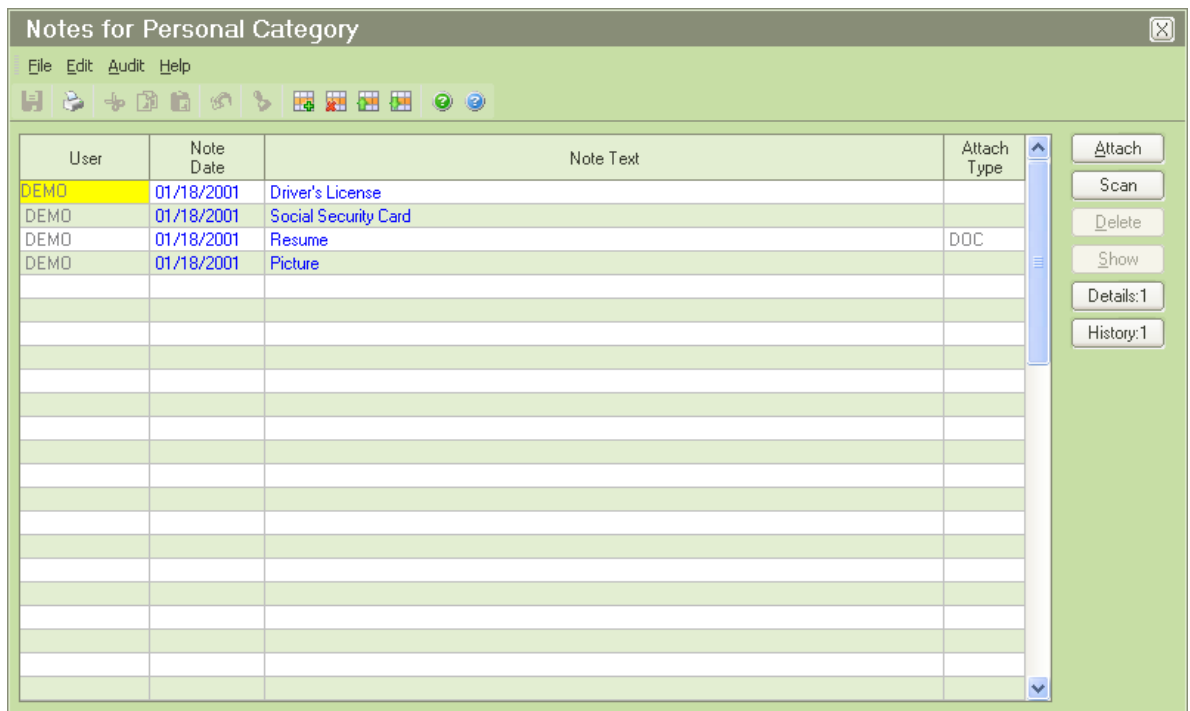 Notes for Personal Category
File Edit Audit Help
User Note Date Note Text Attach Type
DEMO 01/18/2001 Driver's License
DEMO 01/18/2001 Social Security Card
DEMO 01/18/2001 Resume DOC
DEMO 01/18/2001 Picture
Attach
Scan
Delete
Show
Details:1
History:1